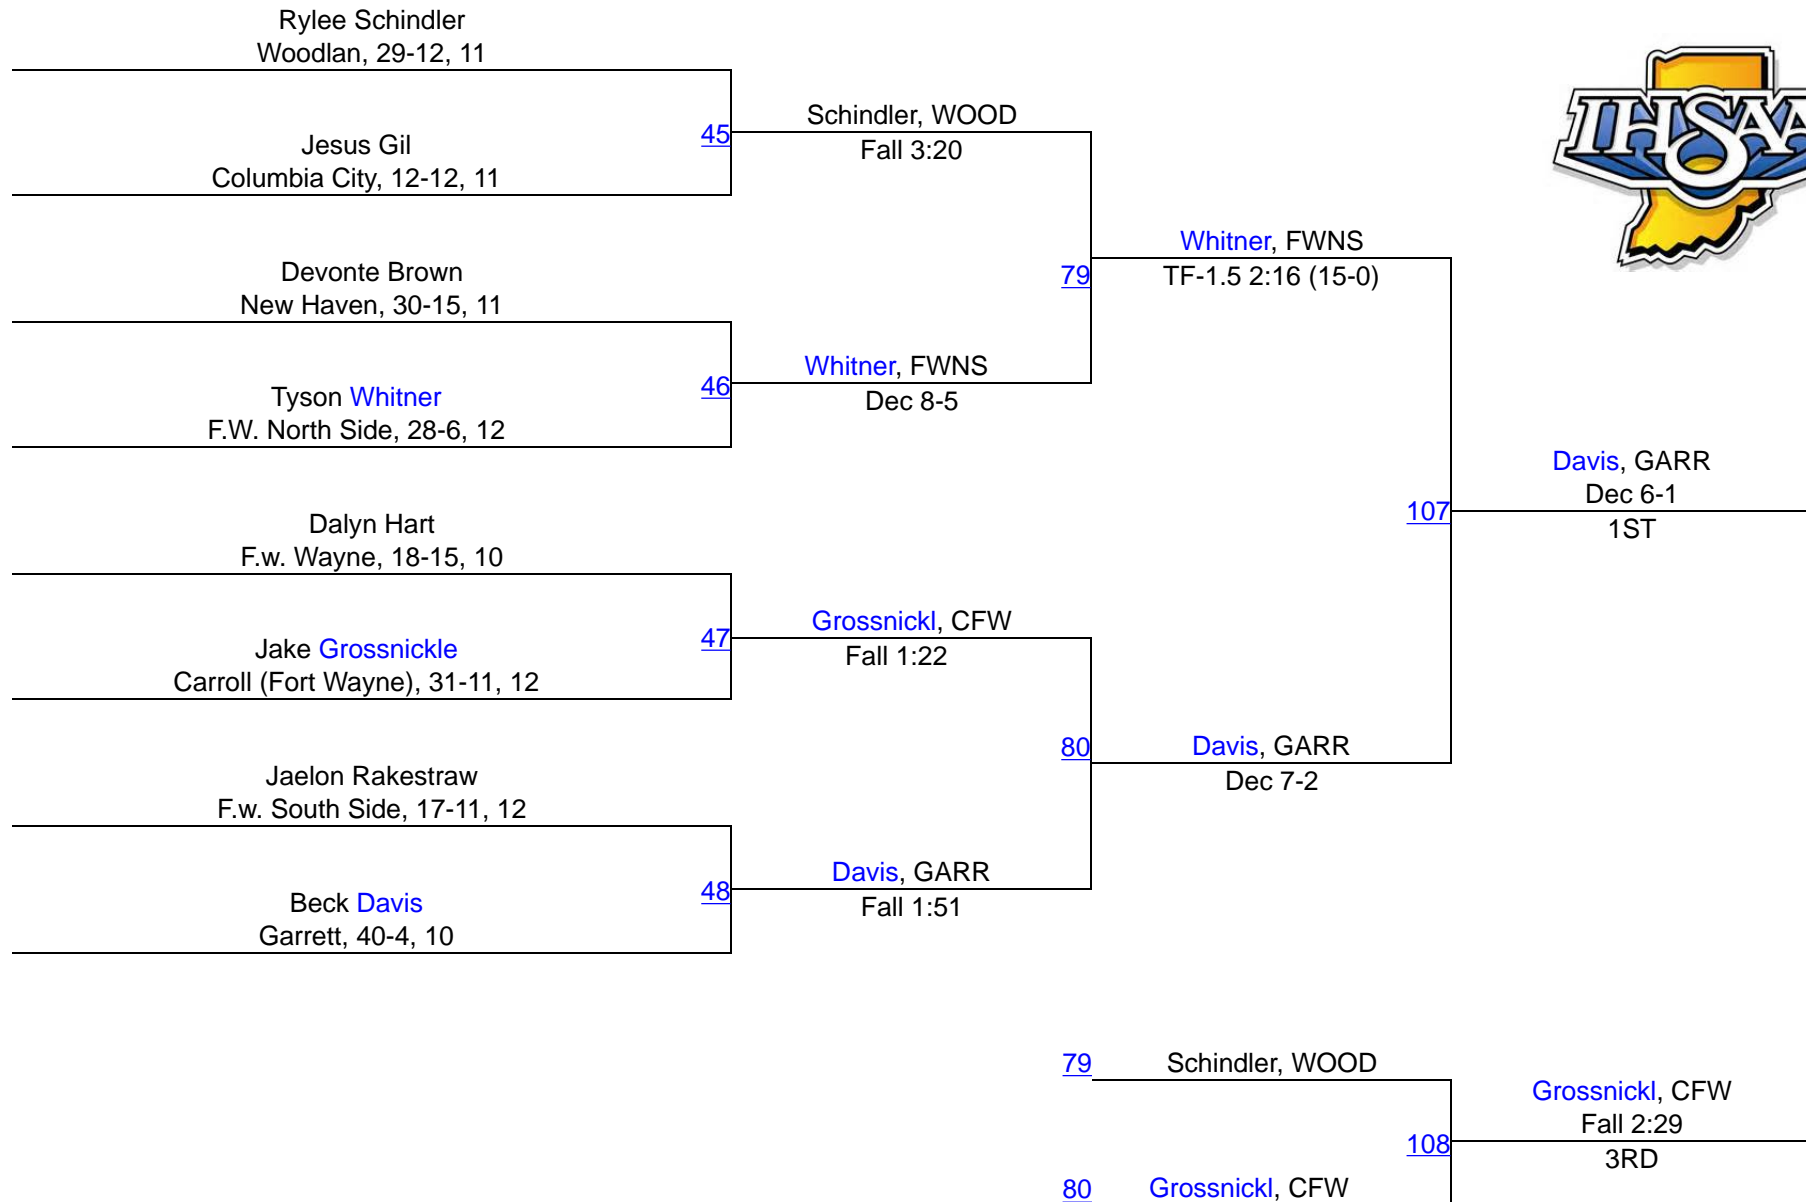 Rylee Schindler
Woodlan, 29-12, 11
Jesus Gil
Columbia City, 12-12, 11
45
Schindler, WOOD
Fall 3:20
IHSAA
Devonte Brown
New Haven, 30-15, 11
Tyson Whitner
F.W. North Side, 28-6, 12
46
Whitner, FWNS
Dec 8-5
79
Whitner, FWNS
TF-1.5 2:16 (15-0)
Dalyn Hart
F.w. Wayne, 18-15, 10
Jake Grossnickle
Carroll (Fort Wayne), 31-11, 12
47
Grossnickl, CFW
Fall 1:22
Jaelon Rakestraw
F.w. South Side, 17-11, 12
Beck Davis
Garrett, 40-4, 10
48
Davis, GARR
Fall 1:51
80
Davis, GARR
Dec 7-2
107
Davis, GARR
Dec 6-1
1ST
79
Schindler, WOOD
80
Grossnickl, CFW
108
Grossnickl, CFW
Fall 2:29
3RD